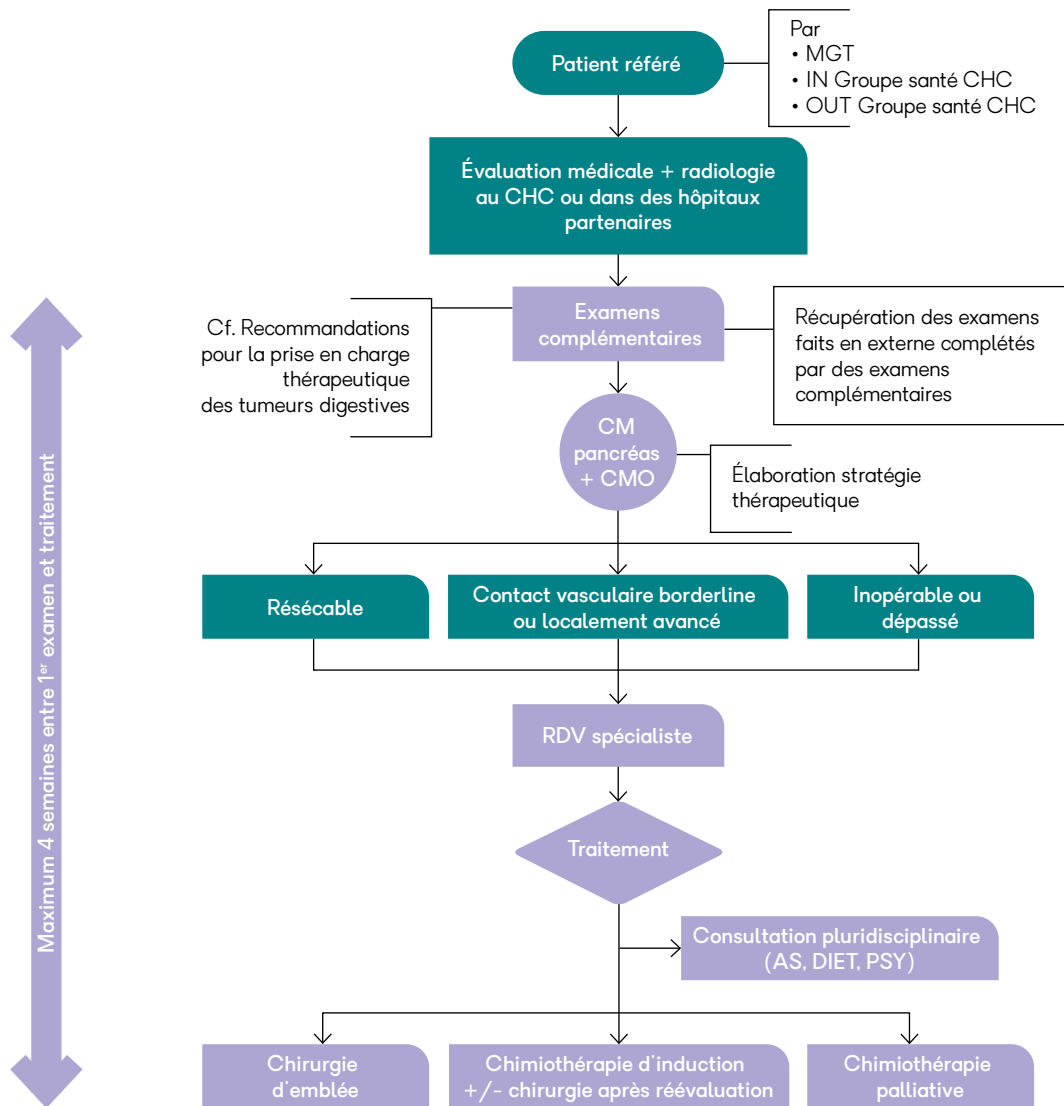 Patient référé
Par
• MGT
• IN Groupe santé CHC
• OUT Groupe santé CHC
Évaluation médicale + radiologie
au CHC ou dans des hôpitaux
partenaires
Cf. Recommandations
pour la prise en charge
thérapeutique
des tumeurs digestives
Examens
complémentaires
Récupération des examens
faits en externe complétés
par des examens
complémentaires
CM
pancréas
+ CMO
Élaboration stratégie
thérapeutique
Résécable
Contact vasculaire borderline
ou localement avancé
Inopérable ou
dépassé
RDV spécialiste
Traitement
Consultation pluridisciplinaire
(AS, DIET, PSY)
Chirurgie
d'emblée
Chimiothérapie d'induction
+/- chirurgie après réévaluation
Chimiothérapie
palliative
Maximum 4 semaines entre 1er examen et traitement